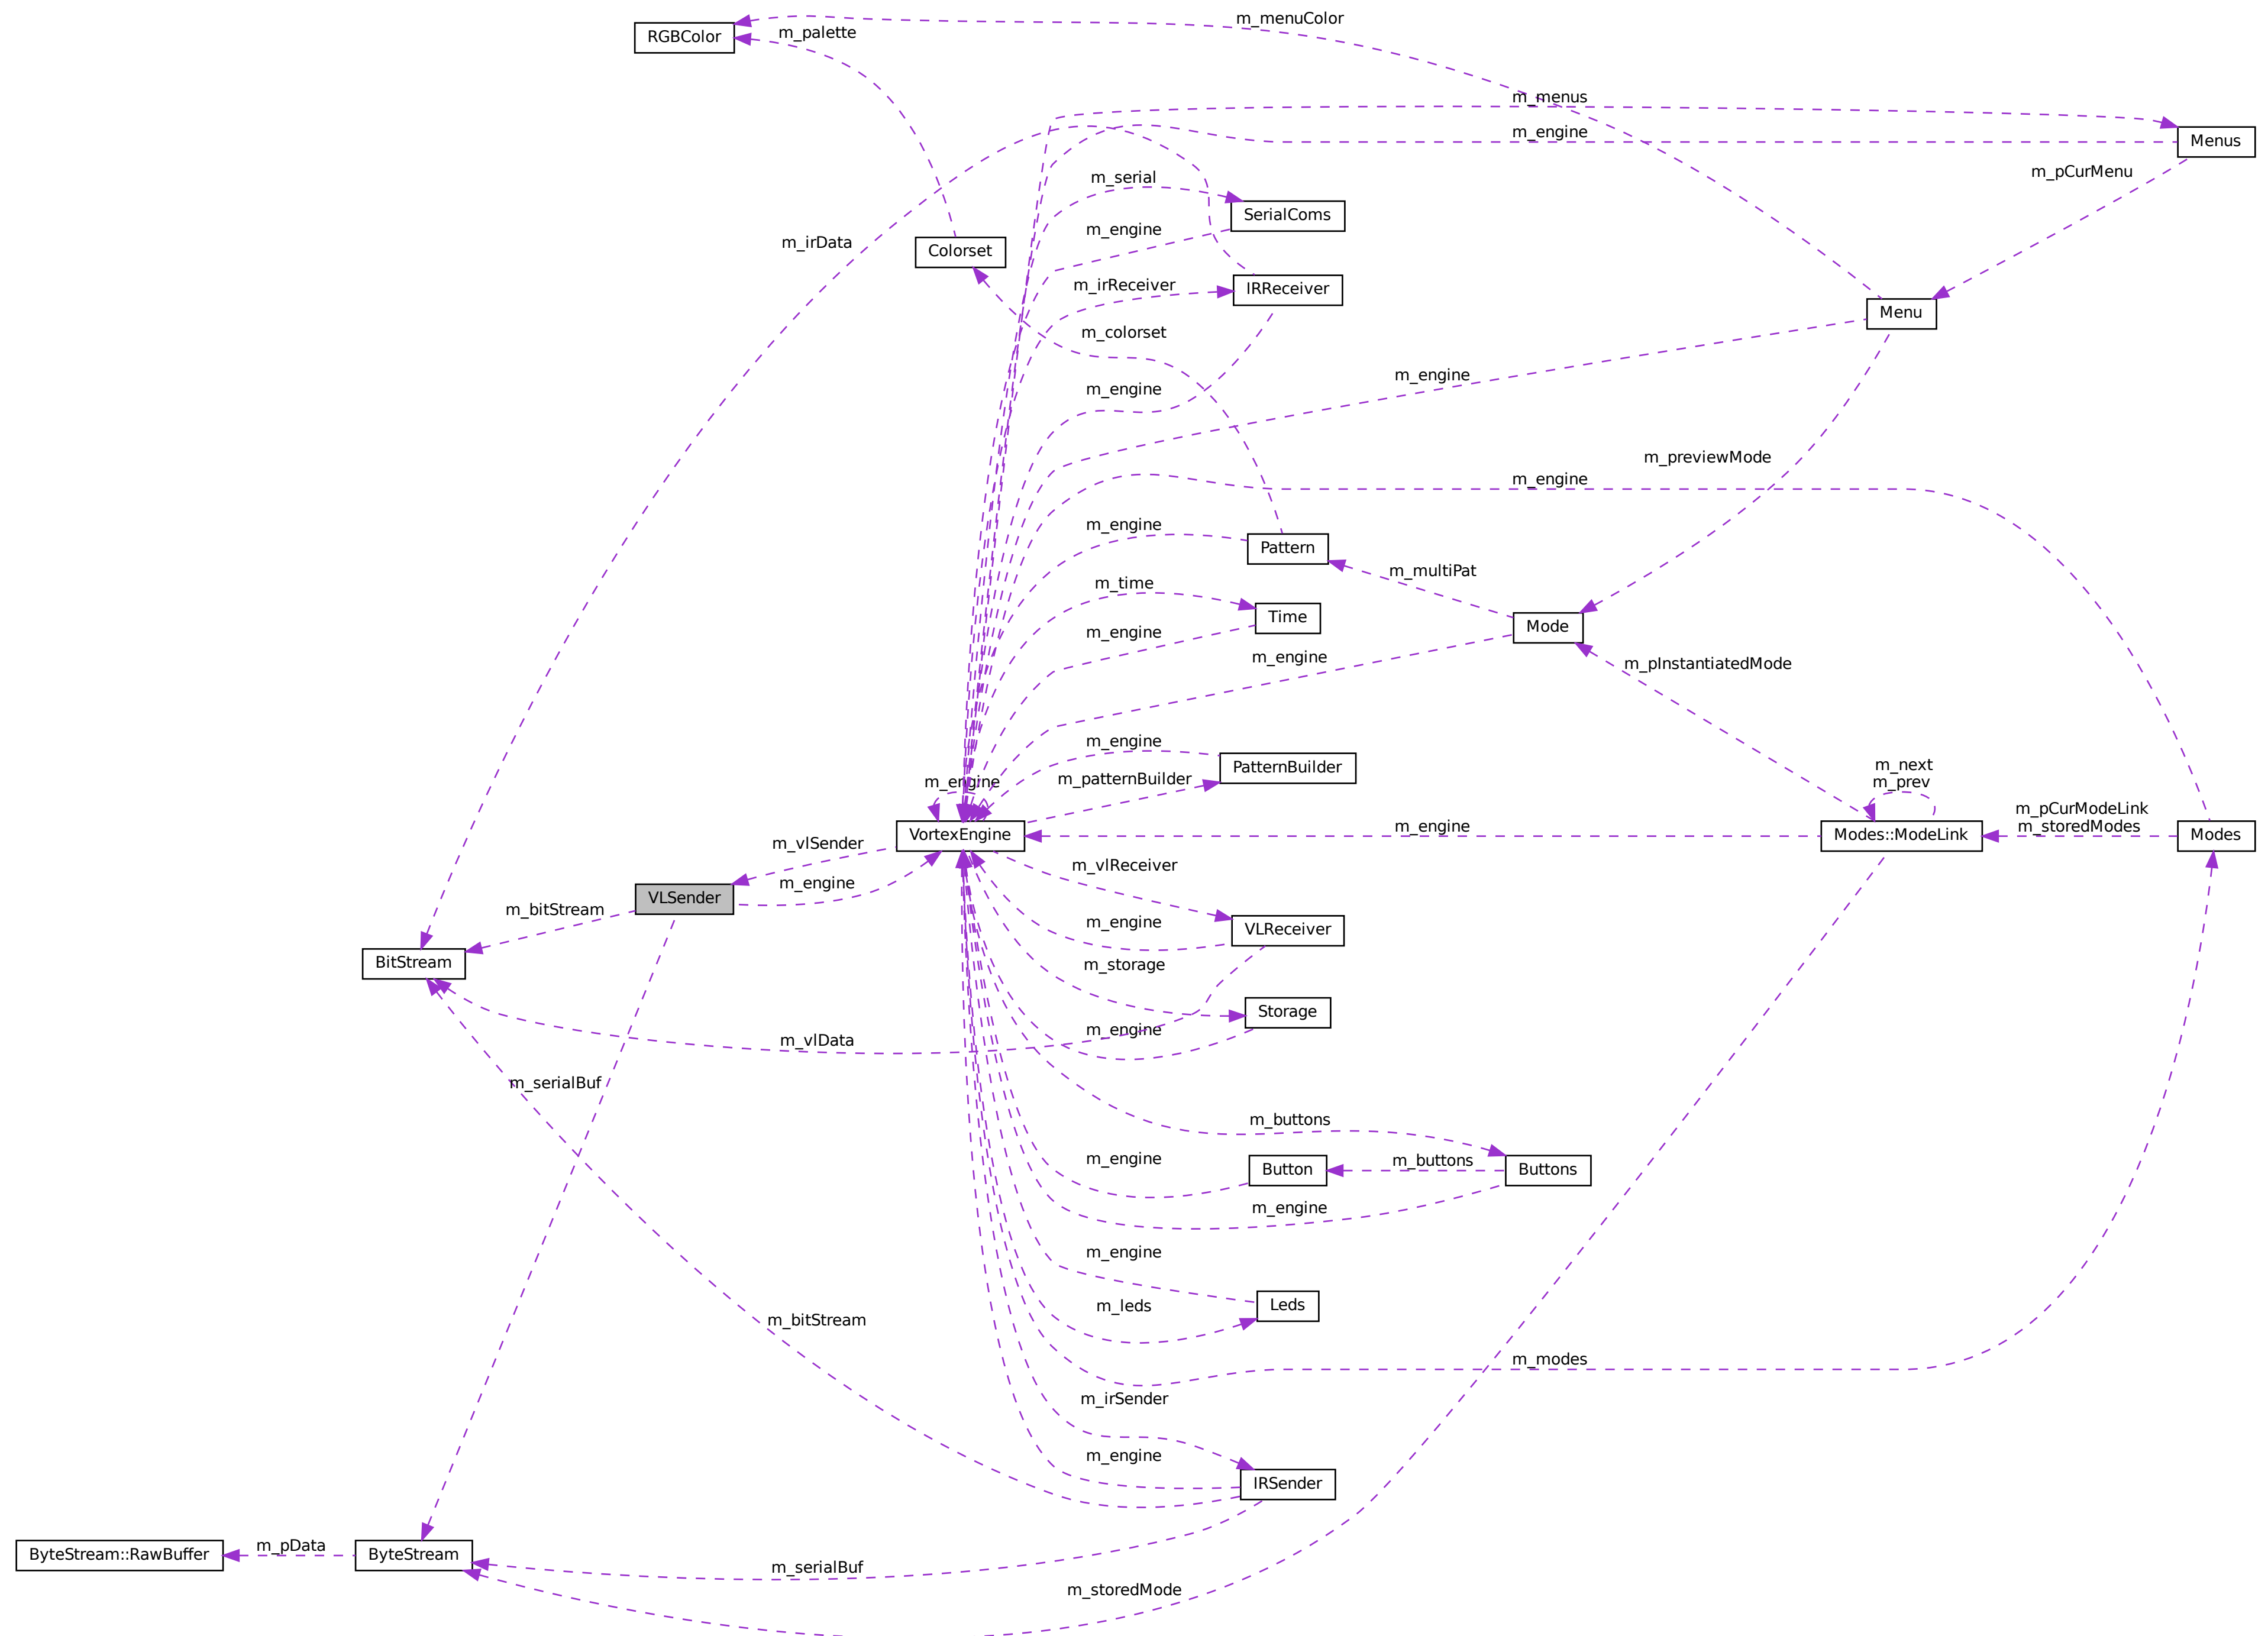 m_menuColor
RGBColor
m_palette
m_menus
m_engine
Menus
m_pCurMenu
m_serial
SerialComs
m_engine
m_irData
Colorset
m_irReceiver
IRReceiver
Menu
m_colorset
m_engine
m_engine
m_previewMode
m_engine
m_engine
Pattern
m_multiPat
m_time
Time
Mode
m_engine
m_engine
m_pInstantiatedMode
m_engine
PatternBuilder
m_patternBuilder
m_engine
m_next
m_prev
VortexEngine
m_engine
Modes::ModeLink
m_pCurModeLink
m_storedModes
Modes
m_vlSender
m_vlReceiver
m_engine
VLSender
m_bitStream
m_engine
VLReceiver
BitStream
m_storage
Storage
m_engine
m_vlData
m_serialBuf
m_buttons
m_engine
Button
m_buttons
Buttons
m_engine
m_engine
m_leds
Leds
m_bitStream
m_modes
m_irSender
m_engine
IRSender
ByteStream::RawBuffer
m_pData
ByteStream
m_serialBuf
m_storedMode